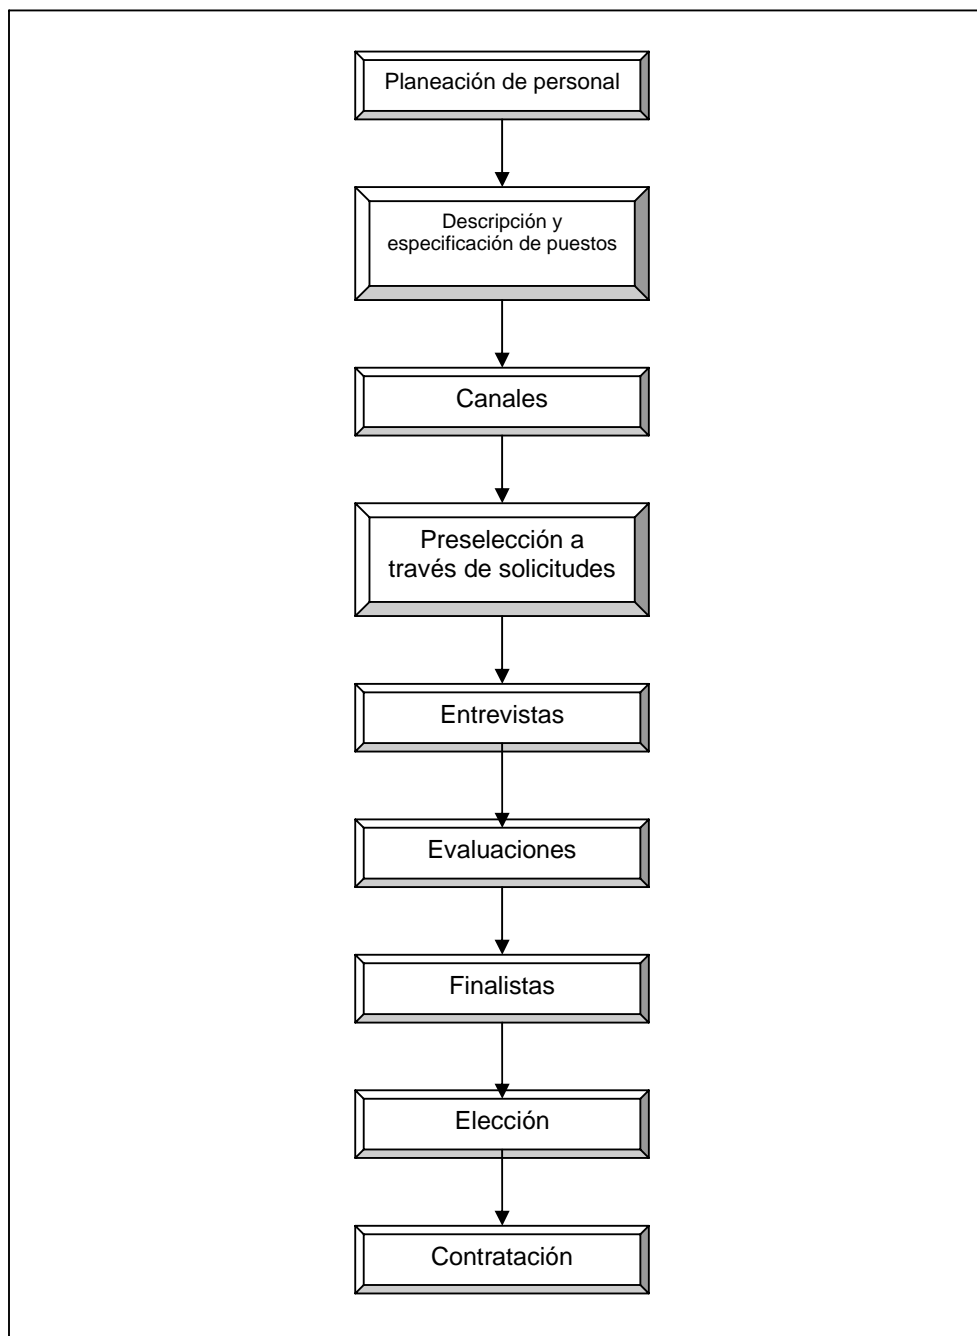 Planeación de personal
Descripción y
especificación de puestos
Canales
Preselección a
través de solicitudes
Entrevistas
Evaluaciones
Finalistas
Elección
Contratación